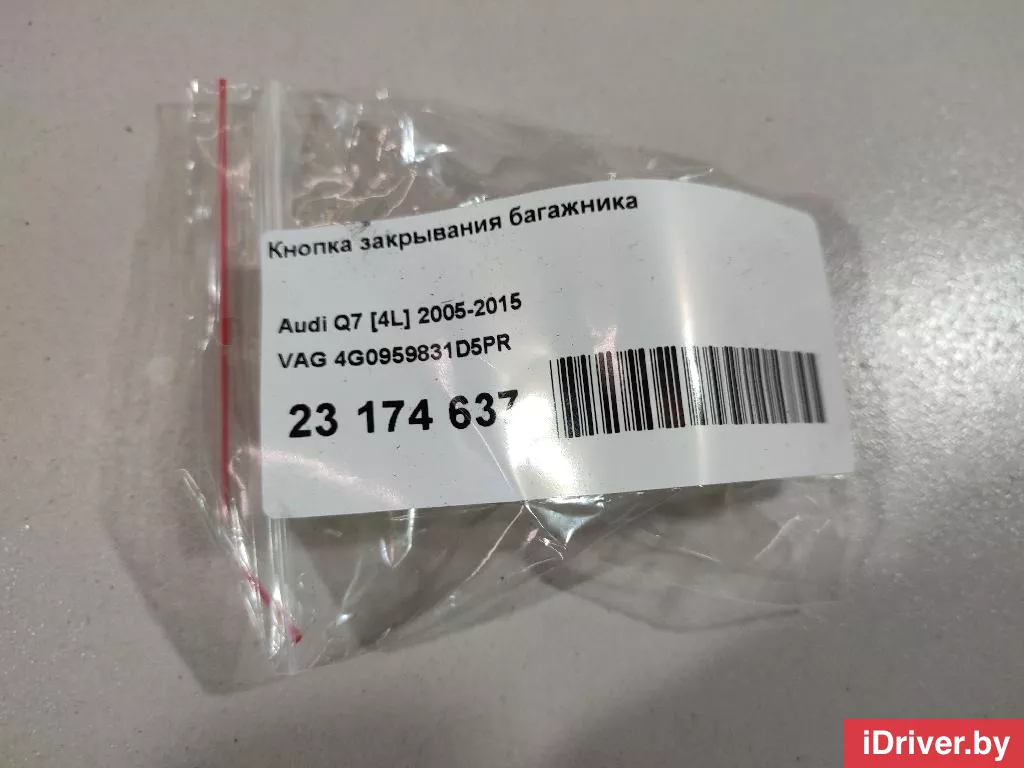 Кнопка закрывания багажника
Audi Q7 [4L] 2005-2015
VAG 4G0959831D5PR
23 174 637
iDriver.by